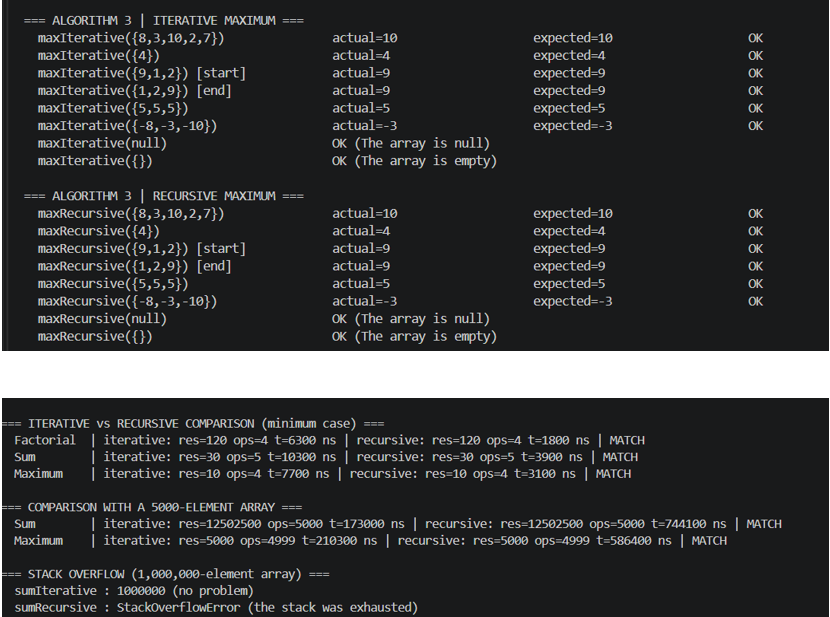 === ALGORITHM 3 | ITERATIVE MAXIMUM ===
maxIterative({8,3,10,2,7}) actual=10 expected=10 OK
maxIterative({4}) actual=4 expected=4 OK
maxIterative({9,1,2}) [start] actual=9 expected=9 OK
maxIterative({1,2,9}) [end] actual=9 expected=9 OK
maxIterative({5,5,5}) actual=5 expected=5 OK
maxIterative({-8,-3,-10}) actual=-3 expected=-3 OK
maxIterative(null) OK (The array is null)
maxIterative({}) OK (The array is empty)
=== ALGORITHM 3 | RECURSIVE MAXIMUM ===
maxRecursive({8,3,10,2,7}) actual=10 expected=10 OK
maxRecursive({4}) actual=4 expected=4 OK
maxRecursive({9,1,2}) [start] actual=9 expected=9 OK
maxRecursive({1,2,9}) [end] actual=9 expected=9 OK
maxRecursive({5,5,5}) actual=5 expected=5 OK
maxRecursive({-8,-3,-10}) actual=-3 expected=-3 OK
maxRecursive(null) OK (The array is null)
maxRecursive({}) OK (The array is empty)
=== ITERATIVE vs RECURSIVE COMPARISON (minimum case) ===
Factorial | iterative: res=120 ops=4 t=6300 ns | recursive: res=120 ops=4 t=1800 ns | MATCH
Sum | iterative: res=30 ops=5 t=10300 ns | recursive: res=30 ops=5 t=3900 ns | MATCH
Maximum | iterative: res=10 ops=4 t=7700 ns | recursive: res=10 ops=4 t=3100 ns | MATCH
=== COMPARISON WITH A 5000-ELEMENT ARRAY ===
Sum | iterative: res=12502500 ops=5000 t=173000 ns | recursive: res=12502500 ops=5000 t=744100 ns | MATCH
Maximum | iterative: res=5000 ops=4999 t=210300 ns | recursive: res=5000 ops=4999 t=586400 ns | MATCH
=== STACK OVERFLOW (1,000,000-element array) ===
sumIterative : 1000000 (no problem)
sumRecursive : StackOverflowError (the stack was exhausted)